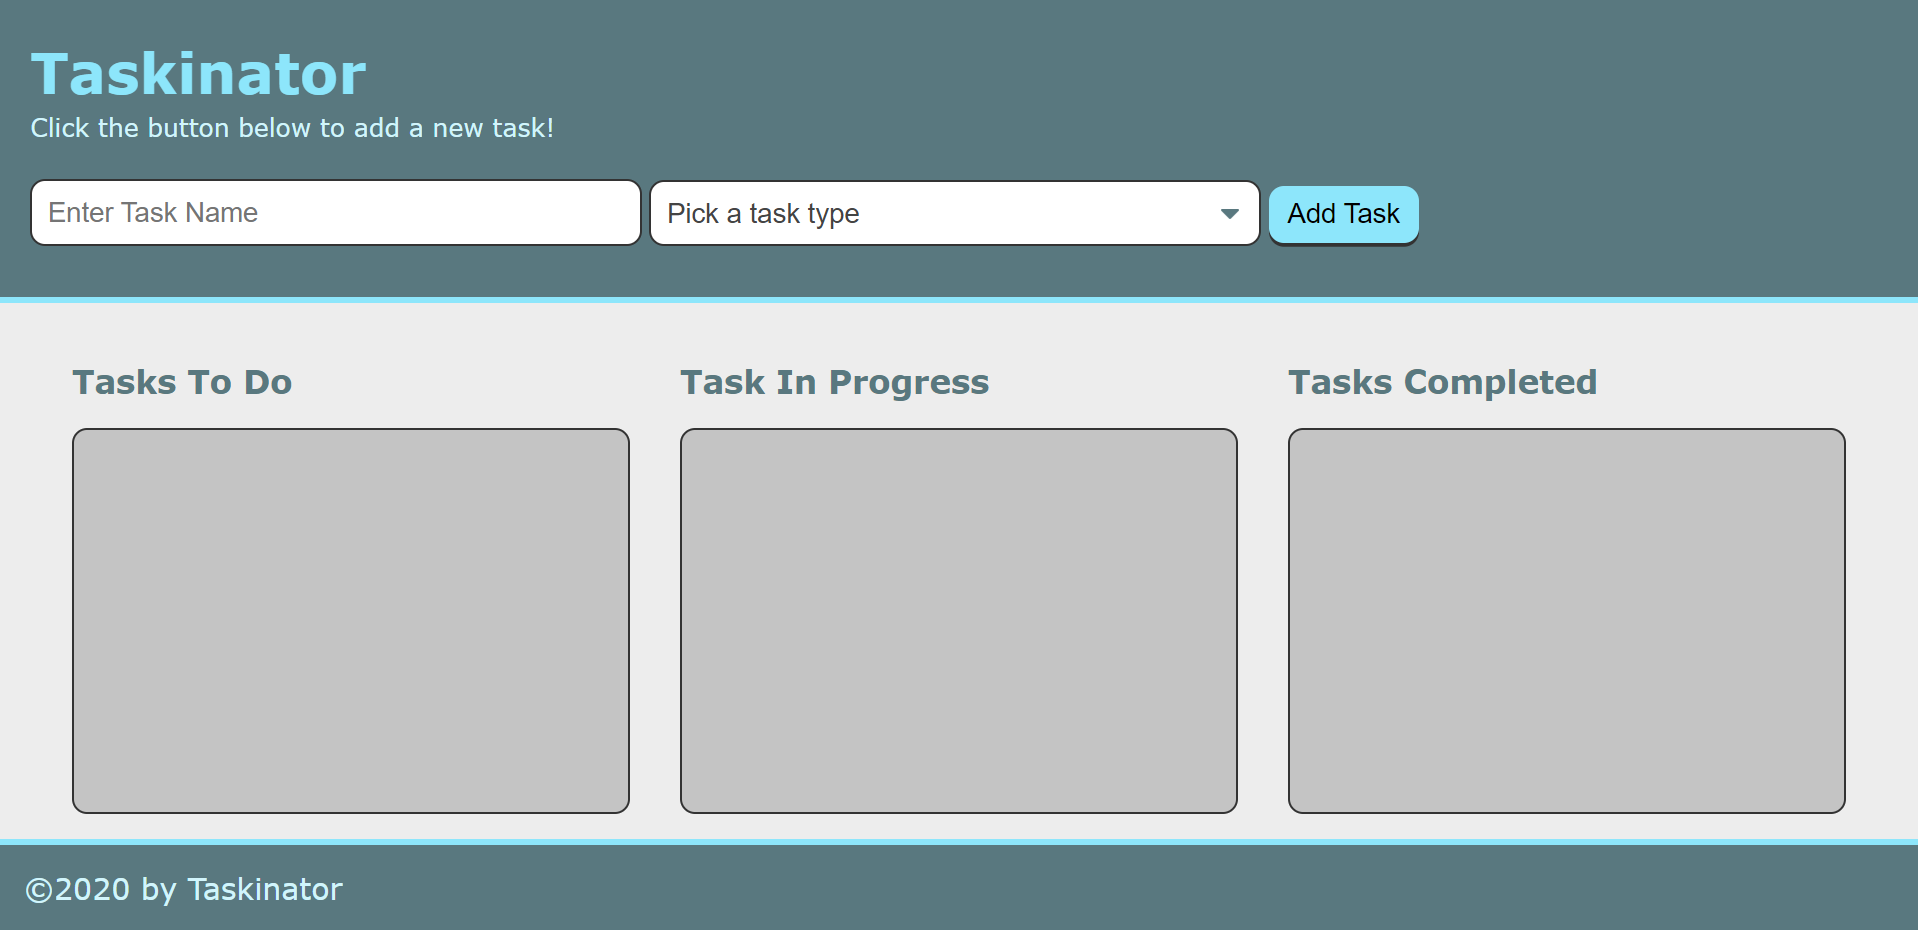 Taskinator
Click the button below to add a new task!
Enter Task Name
Pick a task type
Add Task
Tasks To Do
Task In Progress
Tasks Completed
©2020 by Taskinator